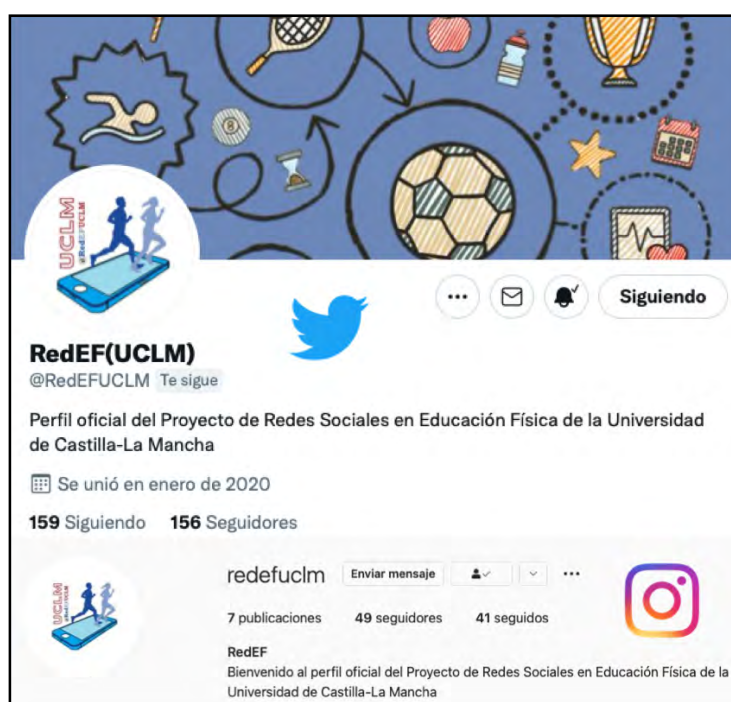 8
UCLM
@RedEFUCLM
Siguiendo
RedEF(UCLM)
@RedEFUCLM Te sigue
Perfil oficial del Proyecto de Redes Sociales en Educación Física de la Universidad
de Castilla-La Mancha
Se unió en enero de 2020
159 Siguiendo 156 Seguidores
UCLM
@RedEFUCLM
redefuclm Enviar mensaje
7 publicaciones 49 seguidores 41 seguidos
RedEF
Bienvenido al perfil oficial del Proyecto de Redes Sociales en Educación Física de la
Universidad de Castilla-La Mancha